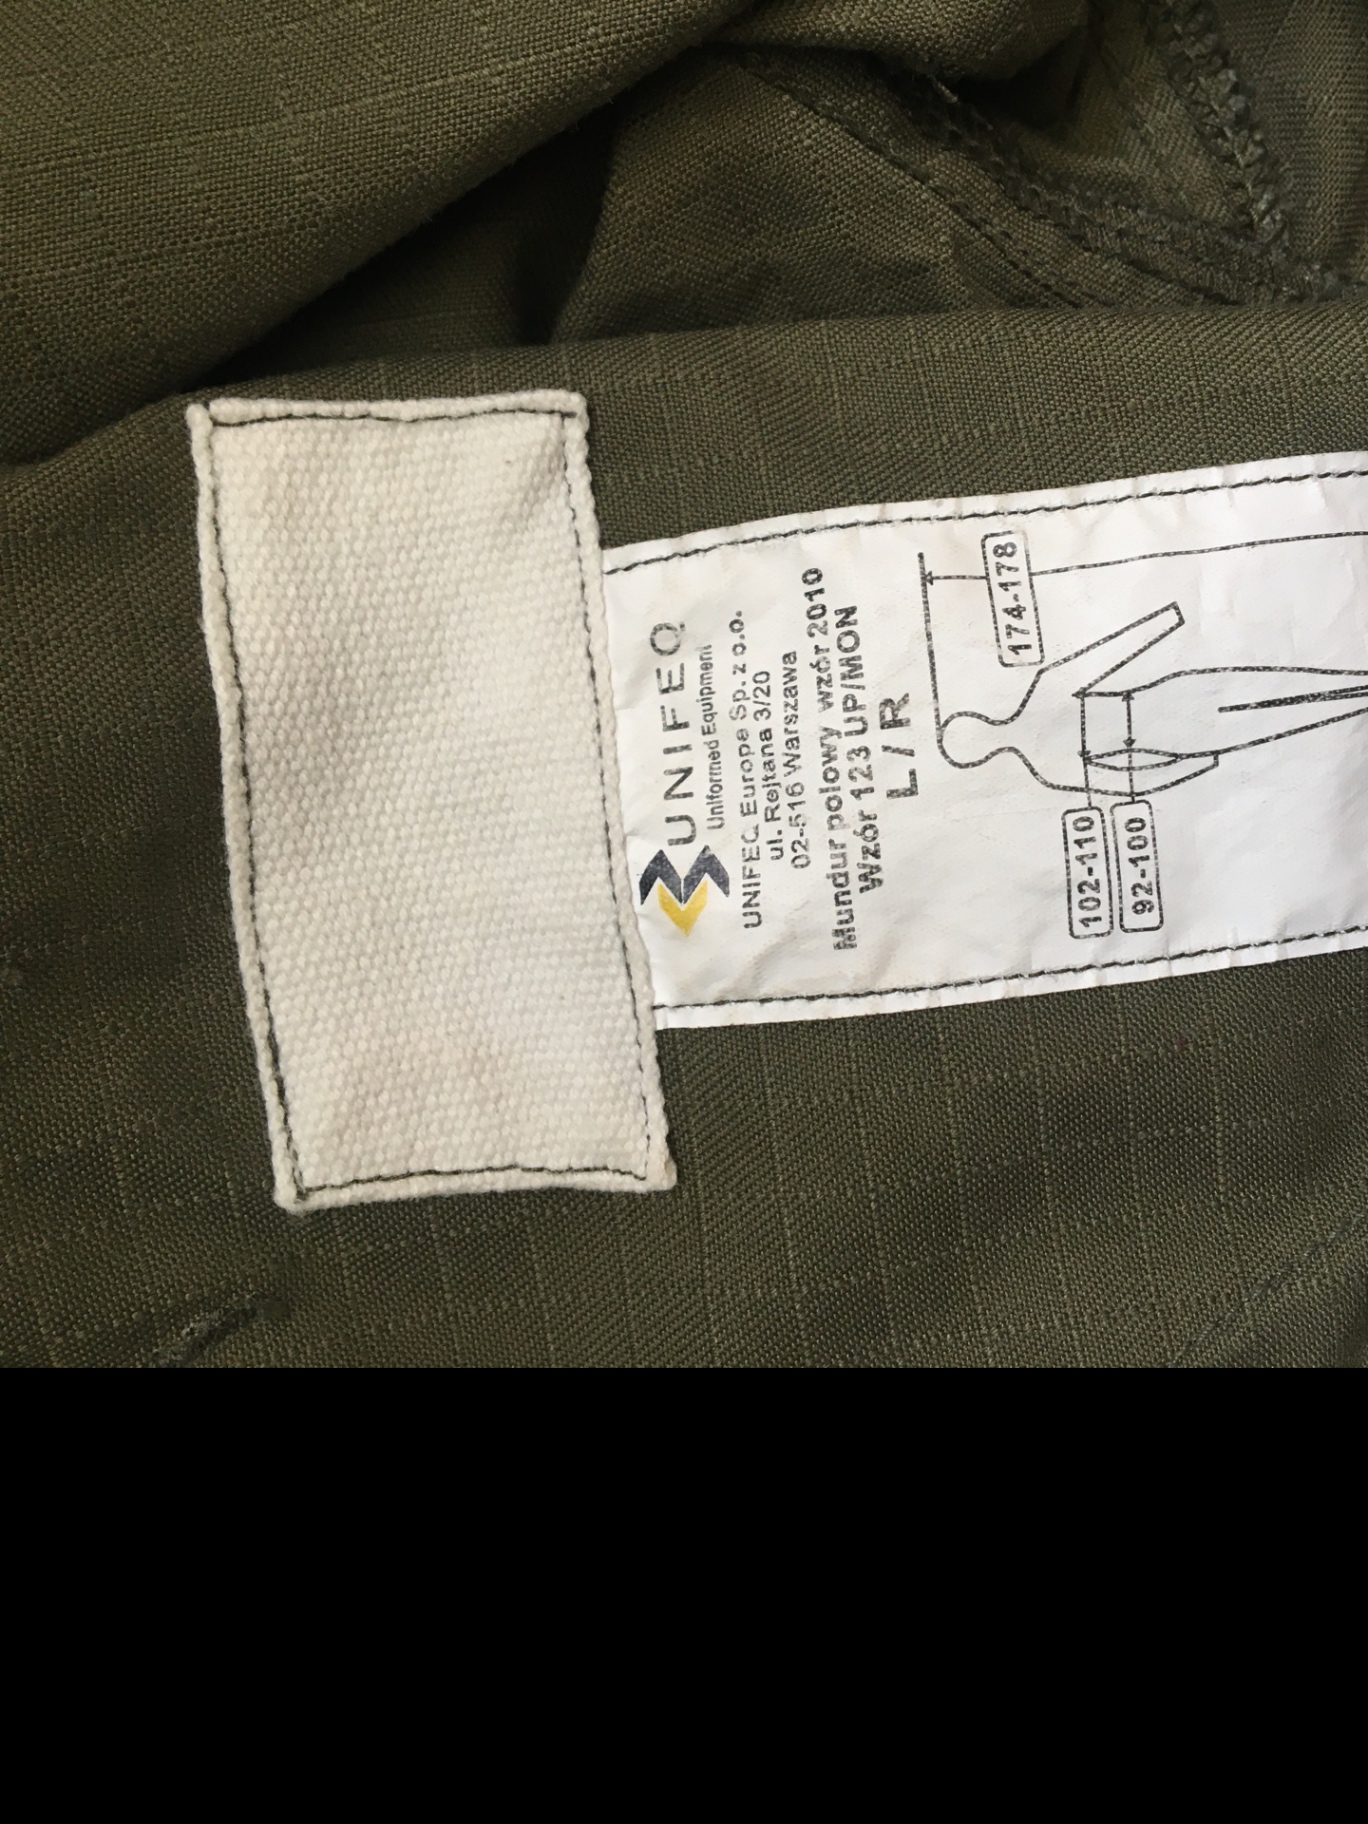 UNIFEQ
Uniformed Equipment
UNIFEQ Europe Sp. z o.o.
ul. Rejtana 3/20
02-516 Warszawa
Mundur polowy wzór 2010
Wzór 123 UP/MON
L / R
174-178
102-110
92-100